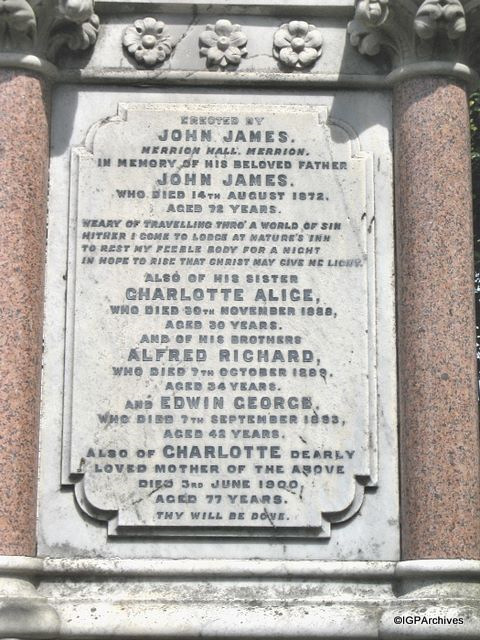 ERECTED BY
JOHN JAMES.
MERRION HALL. MERRION.
IN MEMORY OF HIS BELOVED FATHER
JOHN JAMES.
WHO DIED 14TH AUGUST 1872.
AGED 72 YEARS.
WEARY OF TRAVELLING THRO' A WORLD OF SIN
HITHER I COME TO LODGE AT NATURE'S INN
TO REST MY FEEBLE BODY FOR A NIGHT
IN HOPE TO RISE THAT CHRIST MAY GIVE ME LIGHT.
ALSO OF HIS SISTER
CHARLOTTE ALICE,
WHO DIED 30TH NOVEMBER 1888,
AGED 30 YEARS.
AND OF HIS BROTHERS
ALFRED RICHARD,
WHO DIED 7TH OCTOBER 1889.
AGED 34 YEARS.
AND EDWIN GEORGE,
WHO DIED 7TH SEPTEMBER 1893,
AGED 42 YEARS.
ALSO OF CHARLOTTE DEARLY
LOVED MOTHER OF THE ABOVE
DIED 3RD JUNE 1900,
AGED 77 YEARS.
THY WILL BE DONE.
©IGPArchives